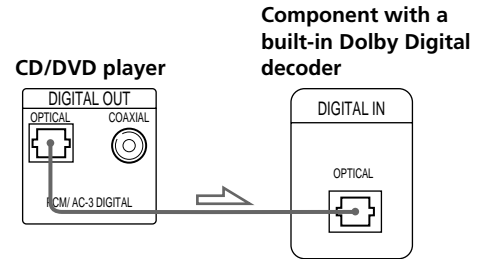 Component with a
built-in Dolby Digital
decoder
CD/DVD player
DIGITAL OUT
OPTICAL COAXIAL
PCM/ AC-3 DIGITAL
DIGITAL IN
OPTICAL